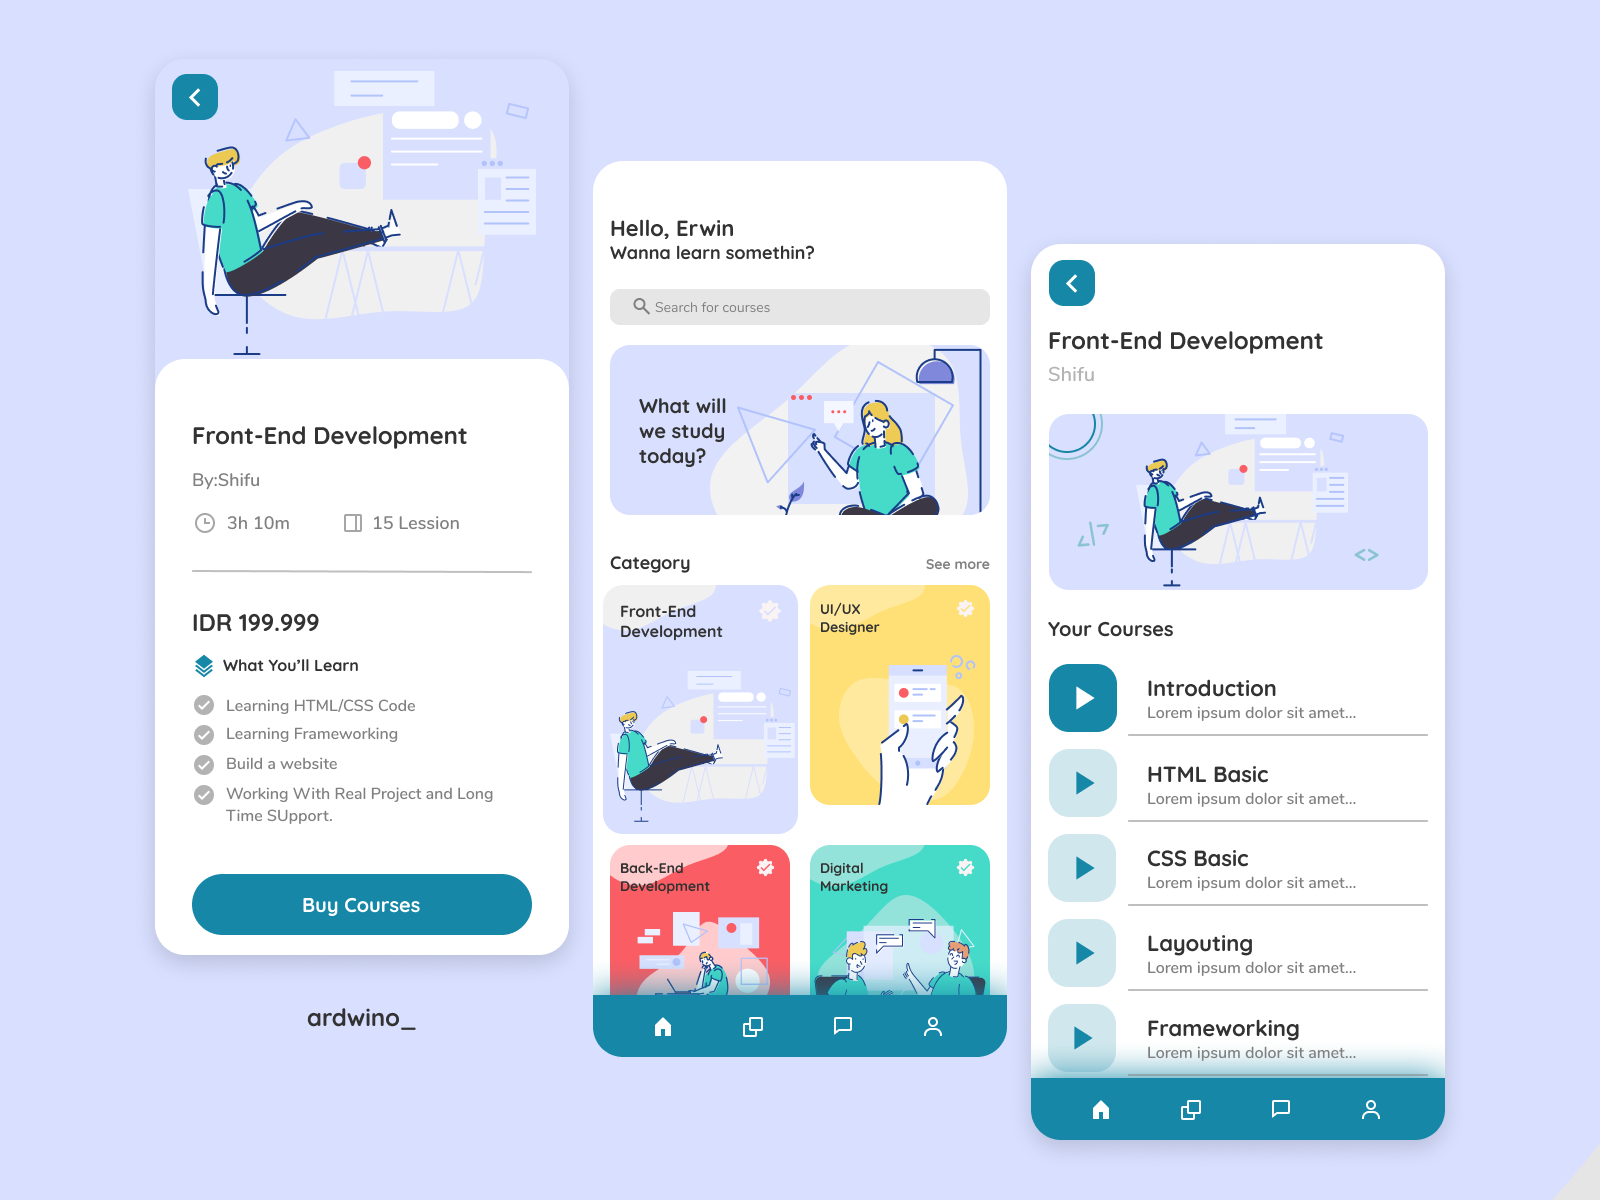 Front-End Development
By:Shifu
3h 10m
15 Lession
IDR 199.999
What You'll Learn
Learning HTML/CSS Code
Learning Frameworking
Build a website
Working With Real Project and Long
Time SUpport.
Buy Courses
ardwino_
Hello, Erwin
Wanna learn somethin?
Search for courses
What will
we study
today?
Category
See more
Front-End
Development
UI/UX
Designer
Back-End
Development
Digital
Marketing
Front-End Development
Shifu
</>
<>
Your Courses
Introduction
Lorem ipsum dolor sit amet...
HTML Basic
Lorem ipsum dolor sit amet...
CSS Basic
Lorem ipsum dolor sit amet...
Layouting
Lorem ipsum dolor sit amet...
Frameworking
Lorem ipsum dolor sit amet...